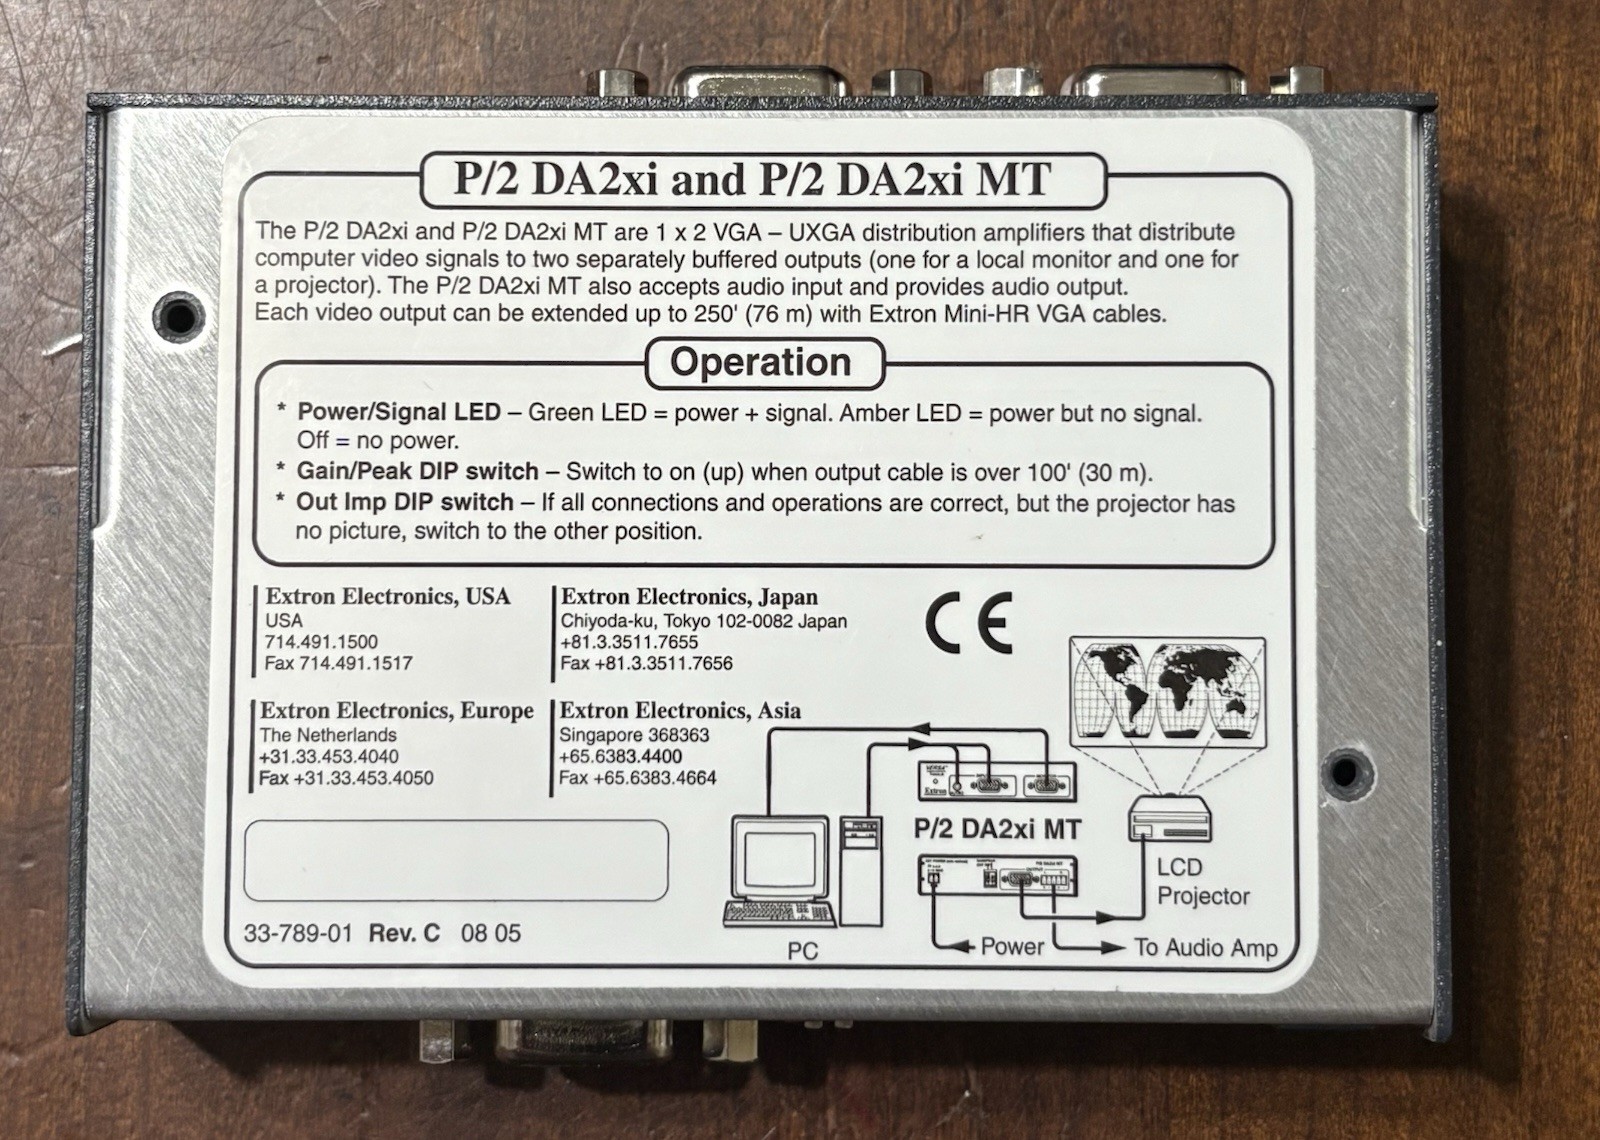 P/2 DA2xi and P/2 DA2xi MT
The P/2 DA2xi and P/2 DA2xi MT are 1 x 2 VGA – UXGA distribution amplifiers that distribute
computer video signals to two separately buffered outputs (one for a local monitor and one for
a projector). The P/2 DA2xi MT also accepts audio input and provides audio output.
Each video output can be extended up to 250' (76 m) with Extron Mini-HR VGA cables.
Operation
* Power/Signal LED – Green LED = power + signal. Amber LED = power but no signal.
Off = no power.
* Gain/Peak DIP switch – Switch to on (up) when output cable is over 100' (30 m).
* Out Imp DIP switch – If all connections and operations are correct, but the projector has
no picture, switch to the other position.
Extron Electronics, USA
USA
714.491.1500
Fax 714.491.1517
Extron Electronics, Japan
Chiyoda-ku, Tokyo 102-0082 Japan
+81.3.3511.7655
Fax +81.3.3511.7656
CE
Extron Electronics, Europe
The Netherlands
+31.33.453.4040
Fax +31.33.453.4050
Extron Electronics, Asia
Singapore 368363
+65.6383.4400
Fax +65.6383.4664
Extron
P/2 DA2xi MT
LCD
Projector
PC
Power
To Audio Amp
33-789-01 Rev. C 08 05